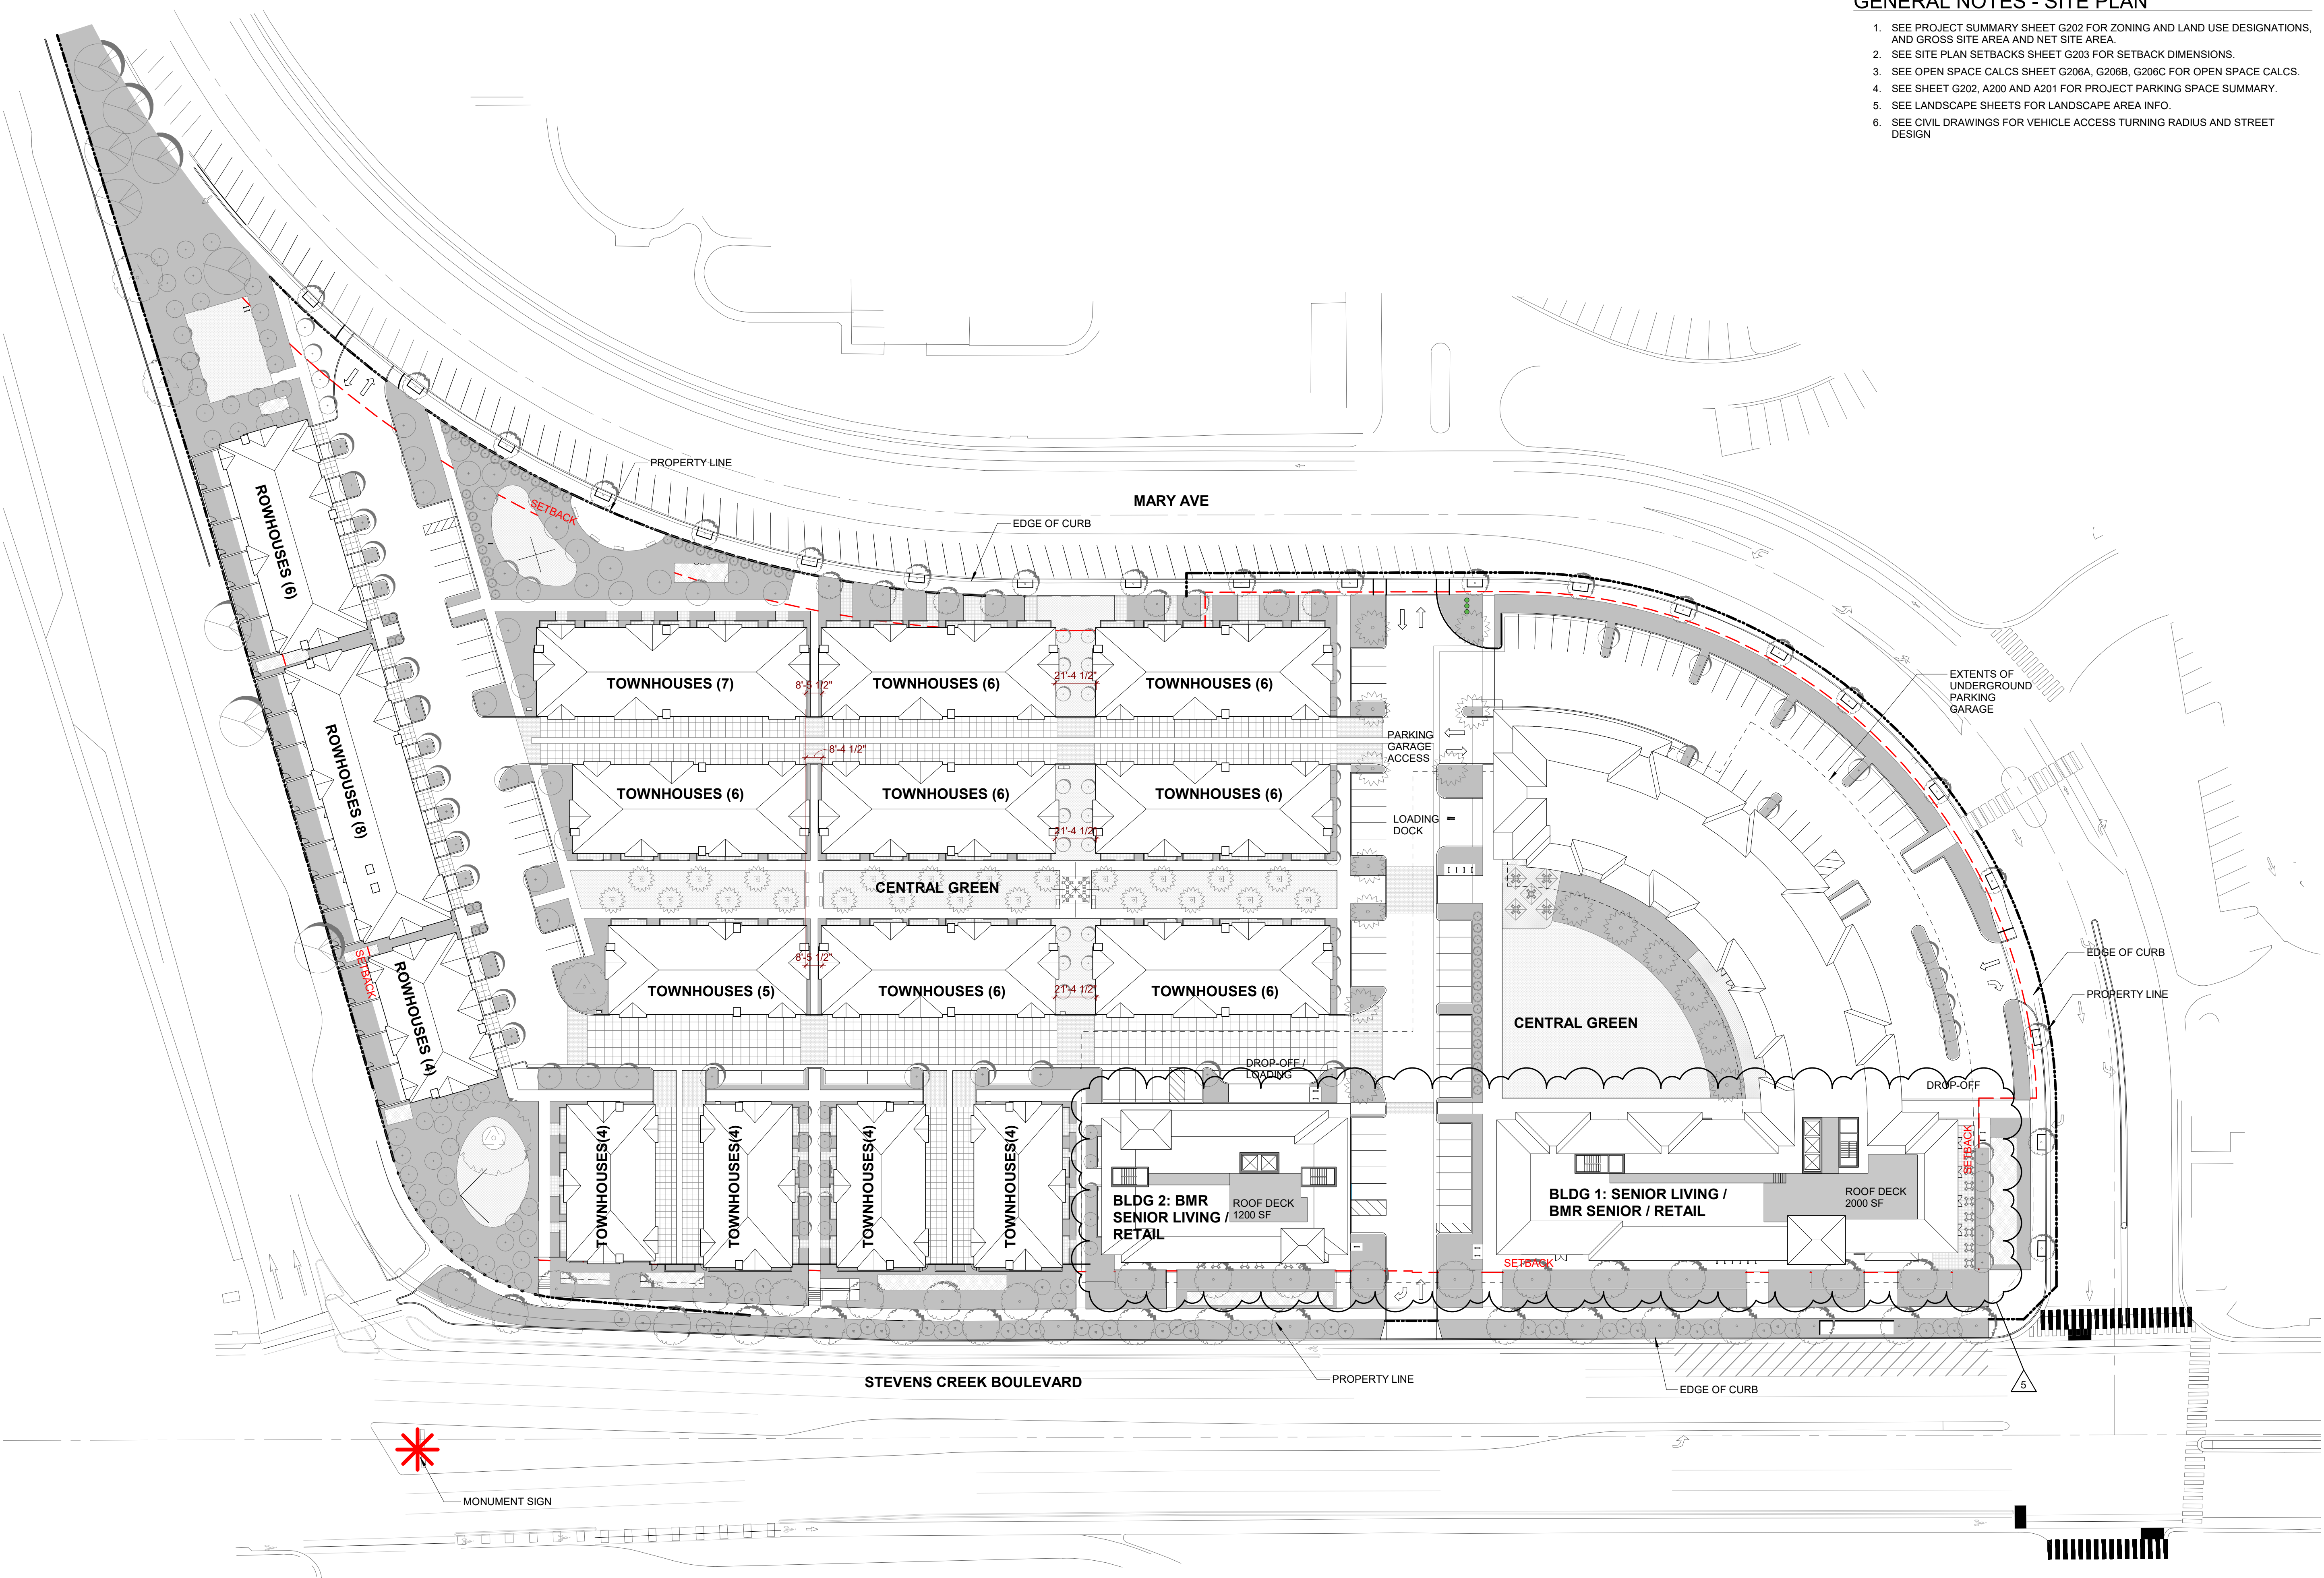 GENERAL NOTES - SITE PLAN
1. SEE PROJECT SUMMARY SHEET G202 FOR ZONING AND LAND USE DESIGNATIONS,
AND GROSS SITE AREA AND NET SITE AREA.
2. SEE SITE PLAN SETBACKS SHEET G203 FOR SETBACK DIMENSIONS.
3. SEE OPEN SPACE CALCS SHEET G206A, G206B, G206C FOR OPEN SPACE CALCS.
4. SEE SHEET G202, A200 AND A201 FOR PROJECT PARKING SPACE SUMMARY.
5. SEE LANDSCAPE SHEETS FOR LANDSCAPE AREA INFO.
6. SEE CIVIL DRAWINGS FOR VEHICLE ACCESS TURNING RADIUS AND STREET
DESIGN
PROPERTY LINE
MARY AVE
SETBACK
EDGE OF CURB
ROWHOUSES (6)
ROWHOUSES (8)
ROWHOUSES (4)
SETBACK
TOWNHOUSES (7)
8'-5 1/2"
TOWNHOUSES (6)
21'-4 1/2"
TOWNHOUSES (6)
8'-4 1/2"
TOWNHOUSES (6)
TOWNHOUSES (6)
21'-4 1/2"
TOWNHOUSES (6)
CENTRAL GREEN
TOWNHOUSES (5)
8'-5 1/2"
TOWNHOUSES (6)
21'-4 1/2"
TOWNHOUSES (6)
PARKING
GARAGE
ACCESS
LOADING
DOCK
EXTENTS OF
UNDERGROUND
PARKING
GARAGE
EDGE OF CURB
PROPERTY LINE
CENTRAL GREEN
DROP-OFF /
LOADING
DROP-OFF
TOWNHOUSES(4)
TOWNHOUSES(4)
TOWNHOUSES(4)
TOWNHOUSES(4)
BLDG 2: BMR
SENIOR LIVING /
RETAIL
ROOF DECK
1200 SF
BLDG 1: SENIOR LIVING /
BMR SENIOR / RETAIL
ROOF DECK
2000 SF
SETBACK
SETBACK
STEVENS CREEK BOULEVARD
PROPERTY LINE
EDGE OF CURB
5
MONUMENT SIGN